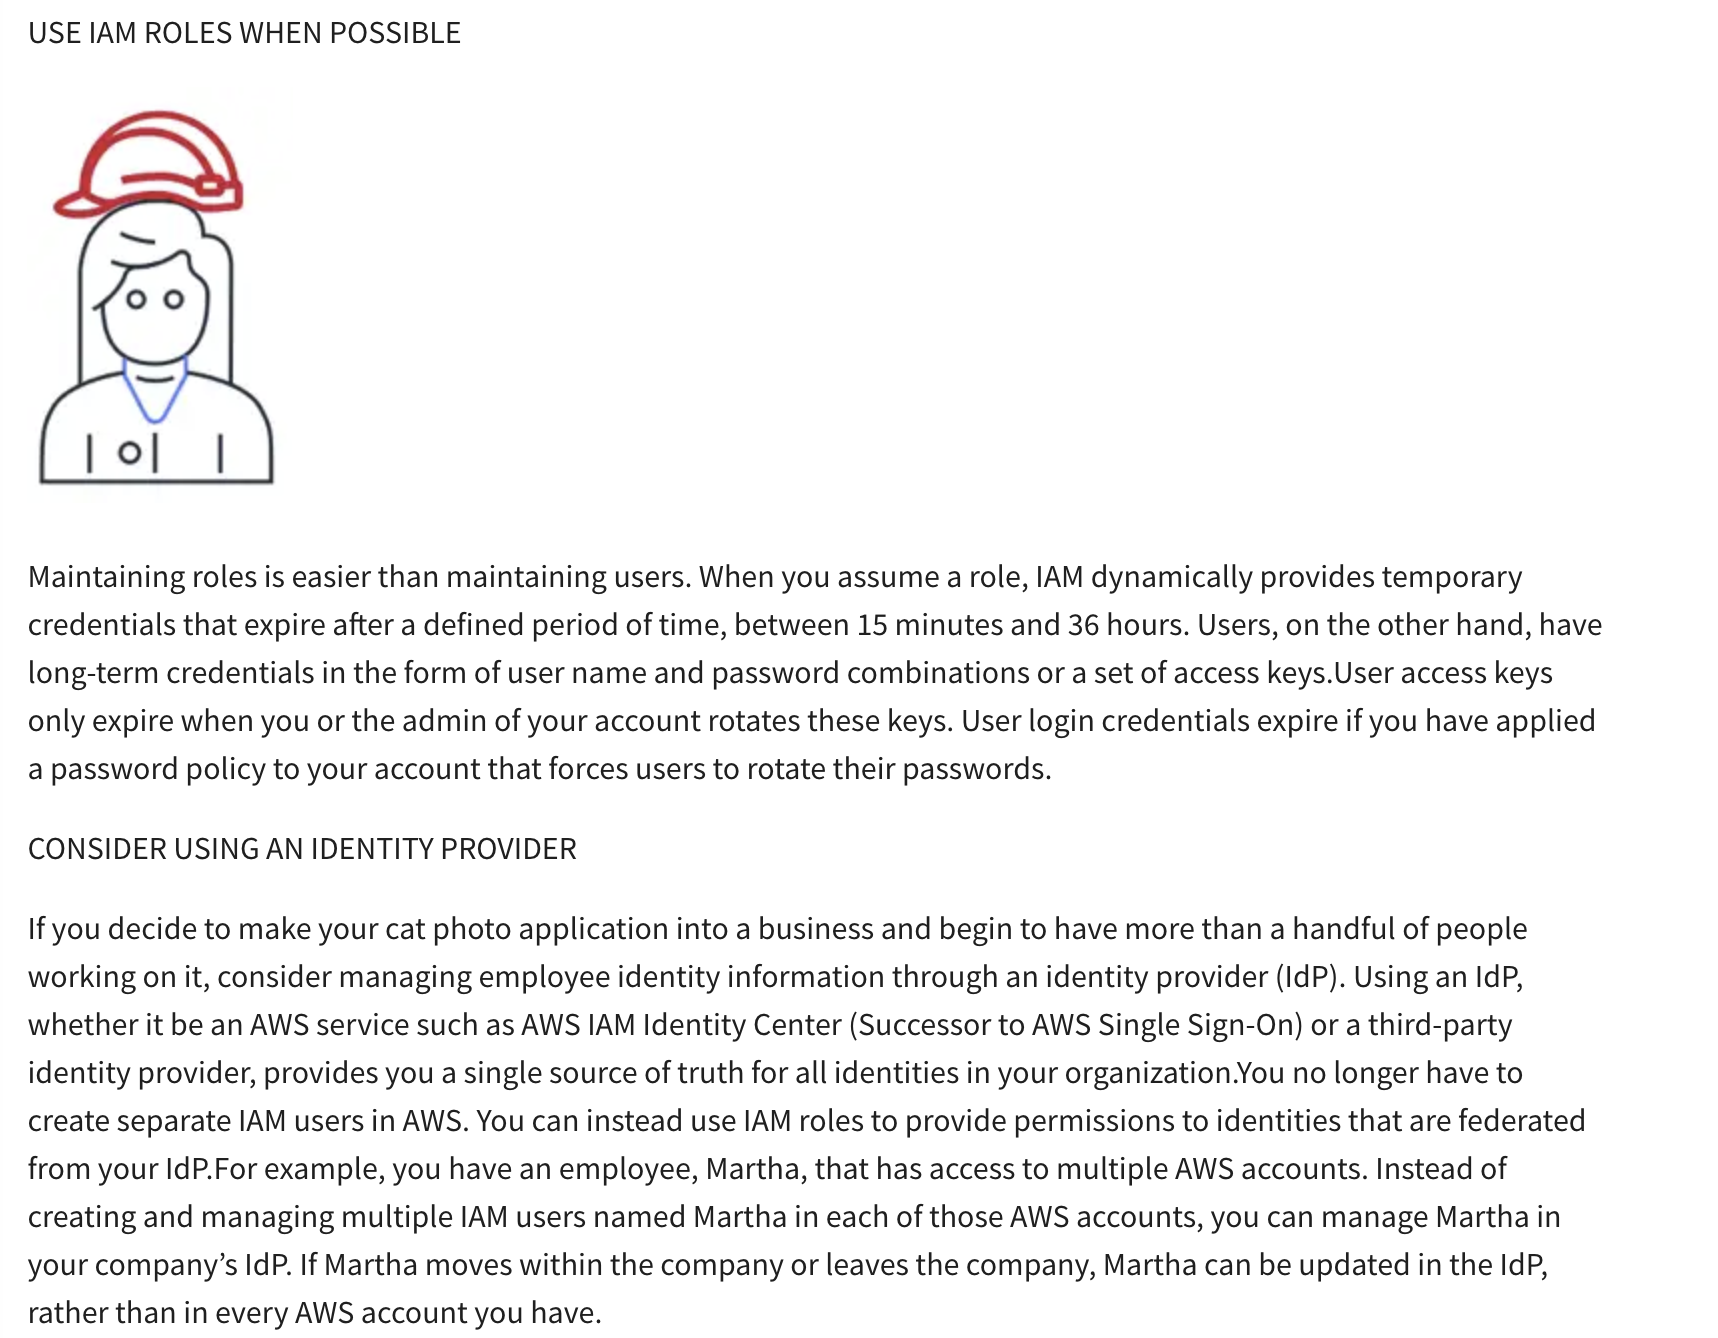 USE IAM ROLES WHEN POSSIBLE
Maintaining roles is easier than maintaining users. When you assume a role, IAM dynamically provides temporary
credentials that expire after a defined period of time, between 15 minutes and 36 hours. Users, on the other hand, have
long-term credentials in the form of user name and password combinations or a set of access keys.User access keys
only expire when you or the admin of your account rotates these keys. User login credentials expire if you have applied
a password policy to your account that forces users to rotate their passwords.
CONSIDER USING AN IDENTITY PROVIDER
If you decide to make your cat photo application into a business and begin to have more than a handful of people
working on it, consider managing employee identity information through an identity provider (IdP). Using an IdP,
whether it be an AWS service such as AWS IAM Identity Center (Successor to AWS Single Sign-On) or a third-party
identity provider, provides you a single source of truth for all identities in your organization.You no longer have to
create separate IAM users in AWS. You can instead use IAM roles to provide permissions to identities that are federated
from your IdP.For example, you have an employee, Martha, that has access to multiple AWS accounts. Instead of
creating and managing multiple IAM users named Martha in each of those AWS accounts, you can manage Martha in
your company’s IdP. If Martha moves within the company or leaves the company, Martha can be updated in the IdP,
rather than in every AWS account you have.